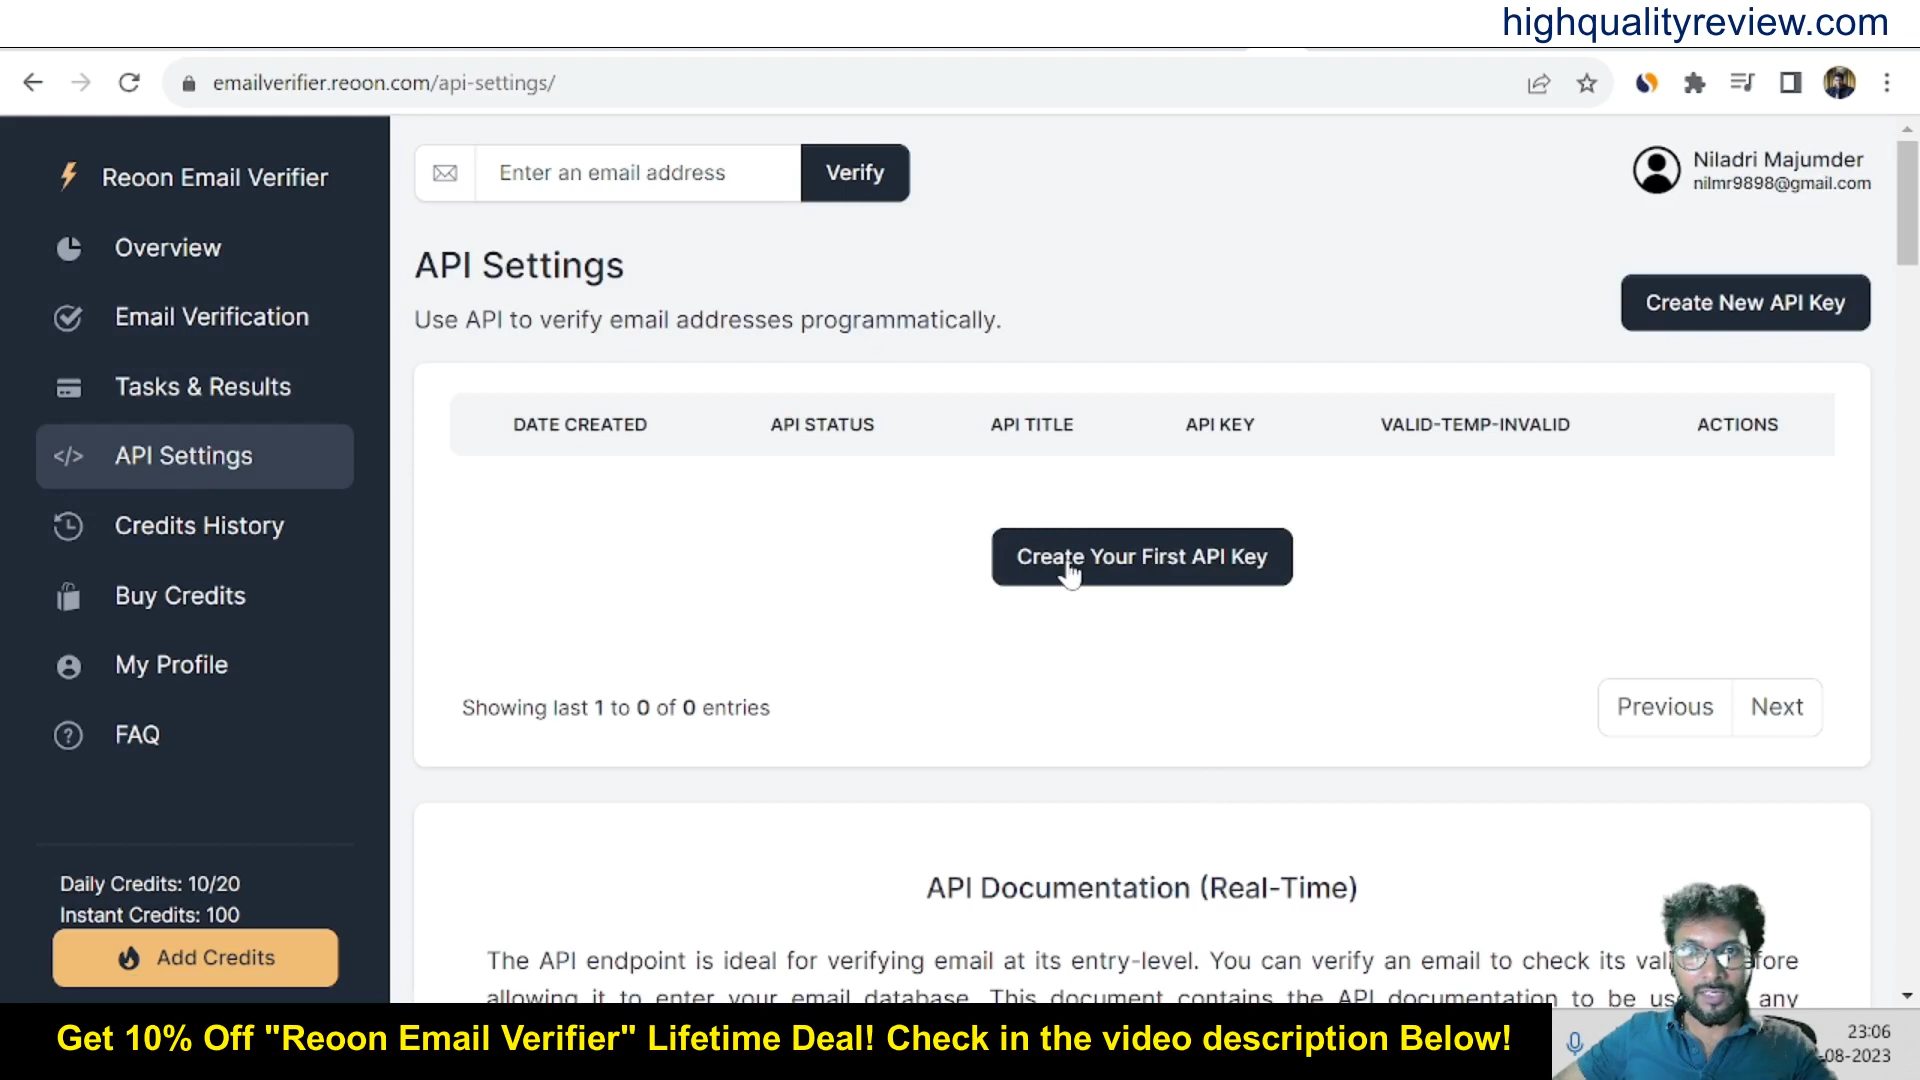 highqualityreview.com
emailverifier.reoon.com/api-settings/
Reoon Email Verifier
Overview
Email Verification
Tasks & Results
API Settings
Credits History
Buy Credits
My Profile
FAQ
Daily Credits: 10/20
Instant Credits: 100
Add Credits
Enter an email address
Verify
Niladri Majumder
nilmr9898@gmail.com
API Settings
Use API to verify email addresses programmatically.
Create New API Key
DATE CREATED API STATUS API TITLE API KEY VALID-TEMP-INVALID ACTIONS
Create Your First API Key
Showing last 1 to 0 of 0 entries
Previous Next
API Documentation (Real-Time)
The API endpoint is ideal for verifying email at its entry-level. You can verify an email to check its
allowing it to enter your email database. This document contains the API documentation to be any
Get 10% Off "Reoon Email Verifier" Lifetime Deal! Check in the video description Below!
23:06
-08-2023